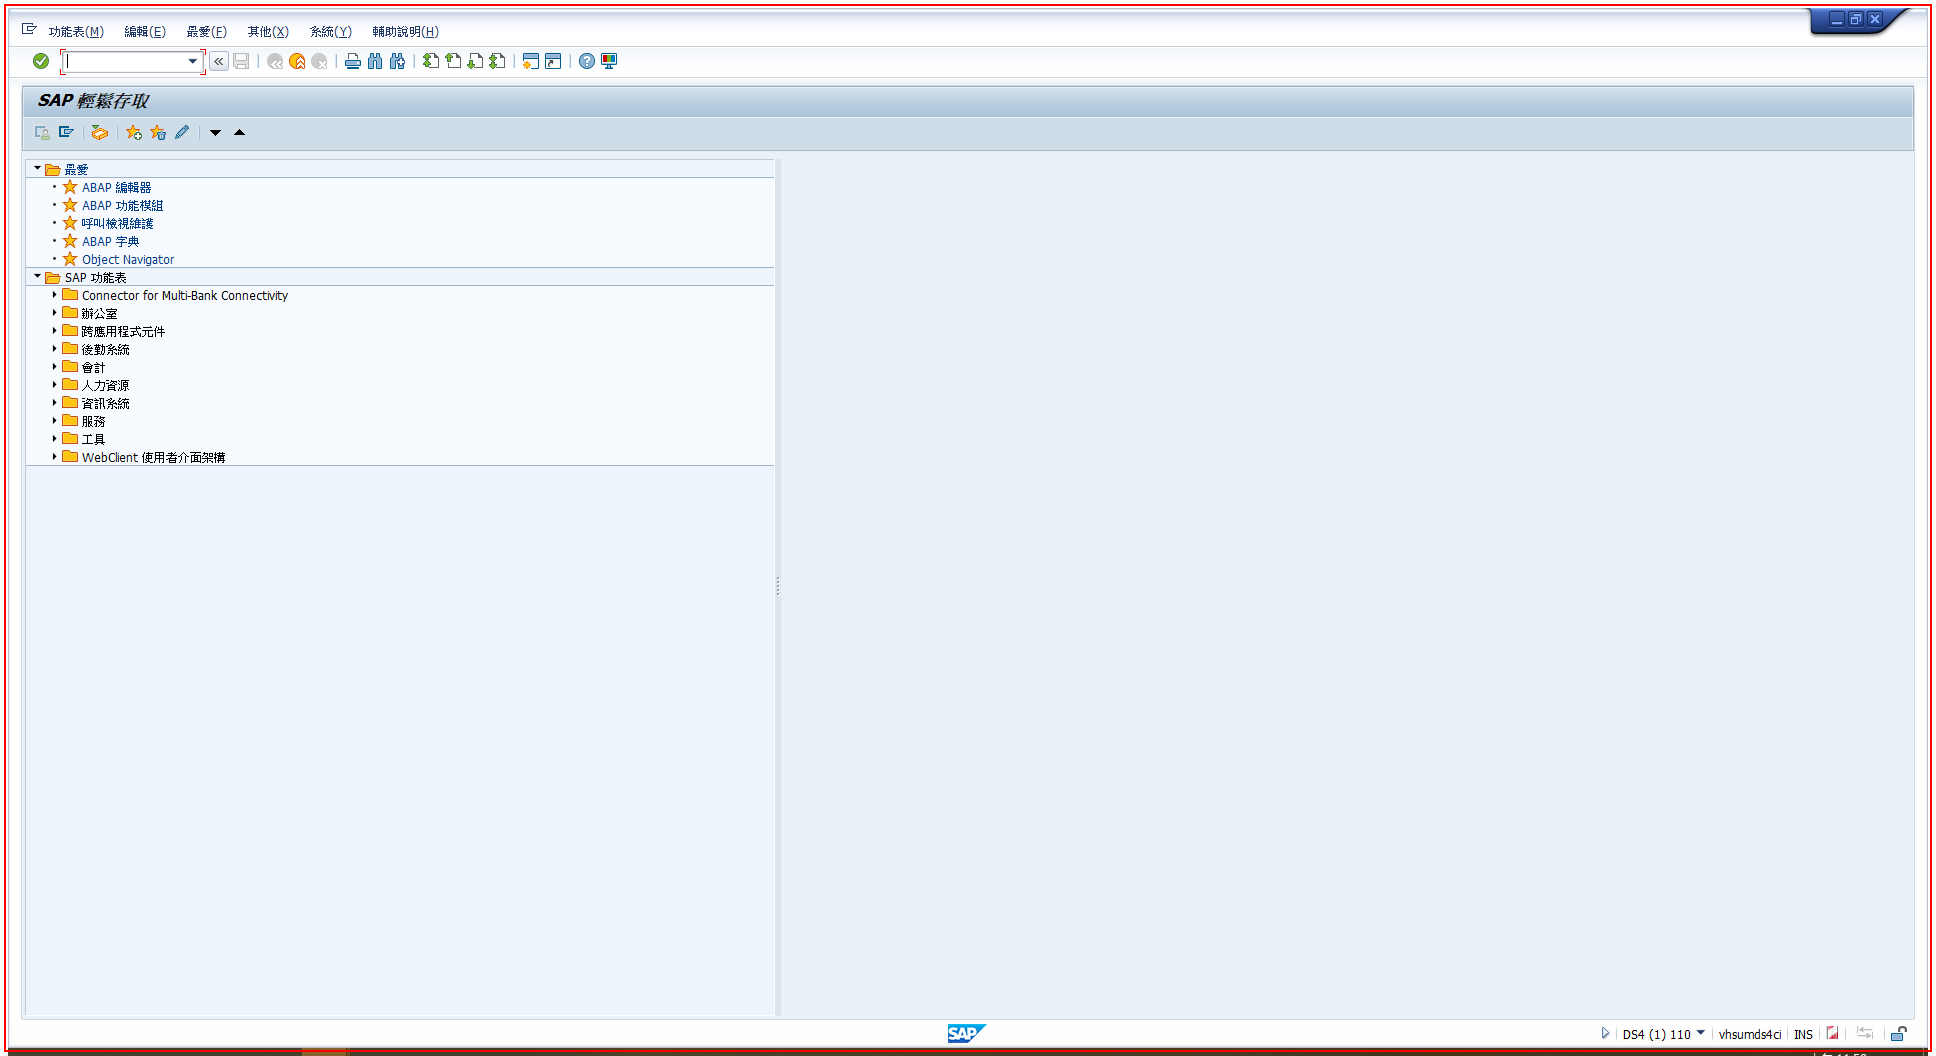 功能表(M) 編輯(E) 最愛(F) 其他(X) 系統(Y) 輔助說明(H)
SAP 輕鬆存取
最愛
ABAP 編輯器
ABAP 功能模組
呼叫檢視維護
ABAP 字典
Object Navigator
SAP 功能表
Connector for Multi-Bank Connectivity
辦公室
跨應用程式元件
後勤系統
會計
人力資源
資訊系統
服務
工具
WebClient 使用者介面架構
SAP DS4 (1) 110 vhsumds4ci INS